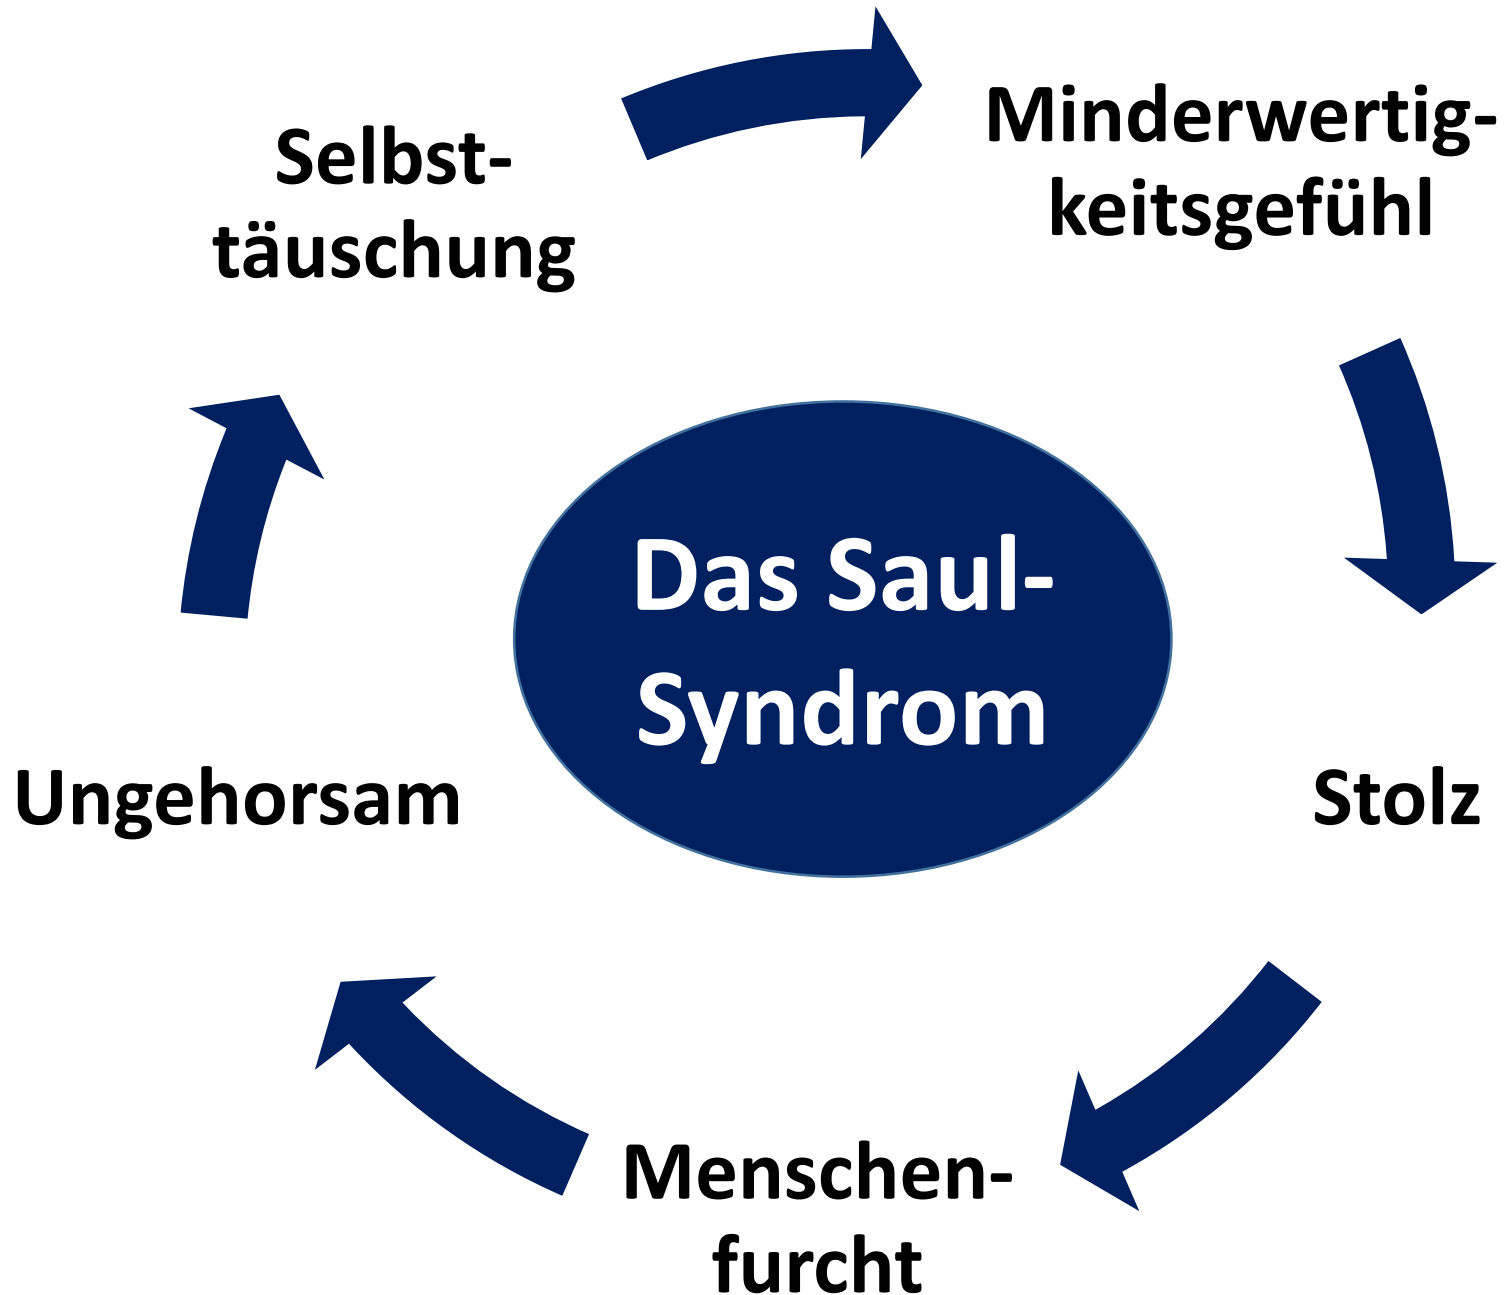 Selbst-
täuschung
Minderwertig-
keitsgefühl
Das Saul-
Syndrom
Ungehorsam
Stolz
Menschen-
furcht